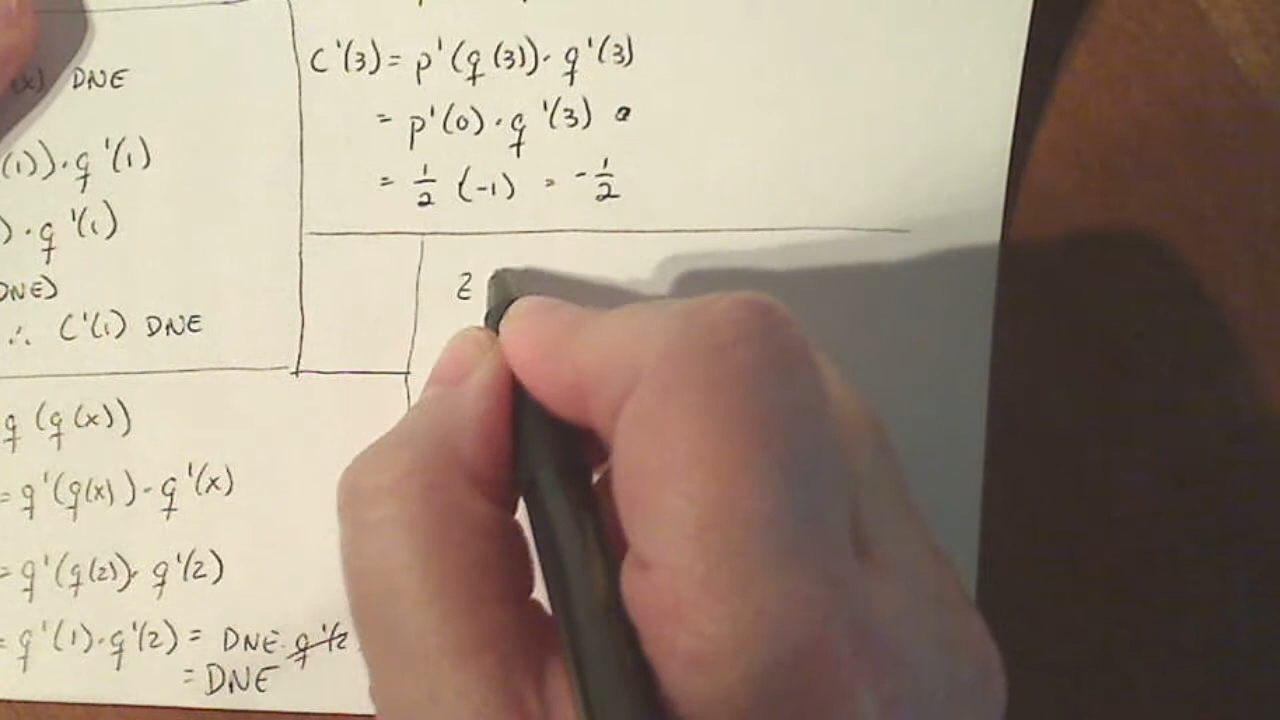 (x) DNE
(1))·q'(1)
)·q'(1)
DNE)
∴ C'(1) DNE
q(q(x))
= q'(q(x))·q'(x)
= q'(q(2))·q'(2)
= q'(1)·q'(2) = DNE·q'(2
= DNE
C'(3) = p'(q(3))·q'(3)
= p'(0)·q'(3)
= 1/2 (-1) = -1/2
2